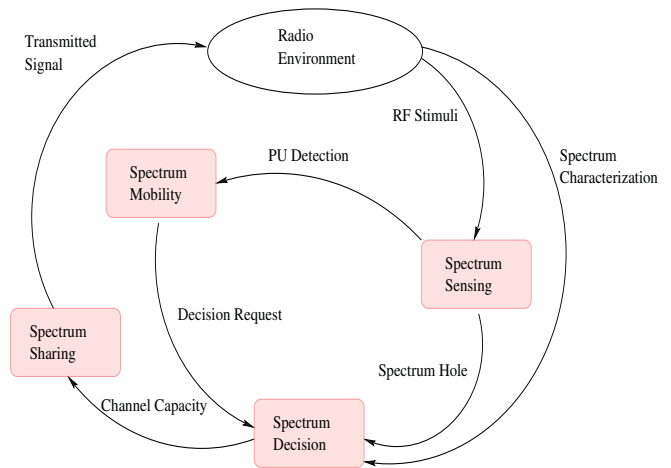 Transmitted
Signal
Radio
Environment
RF Stimuli
PU Detection
Spectrum
Characterization
Spectrum
Mobility
Spectrum
Sensing
Decision Request
Spectrum
Sharing
Spectrum Hole
Channel Capacity
Spectrum
Decision